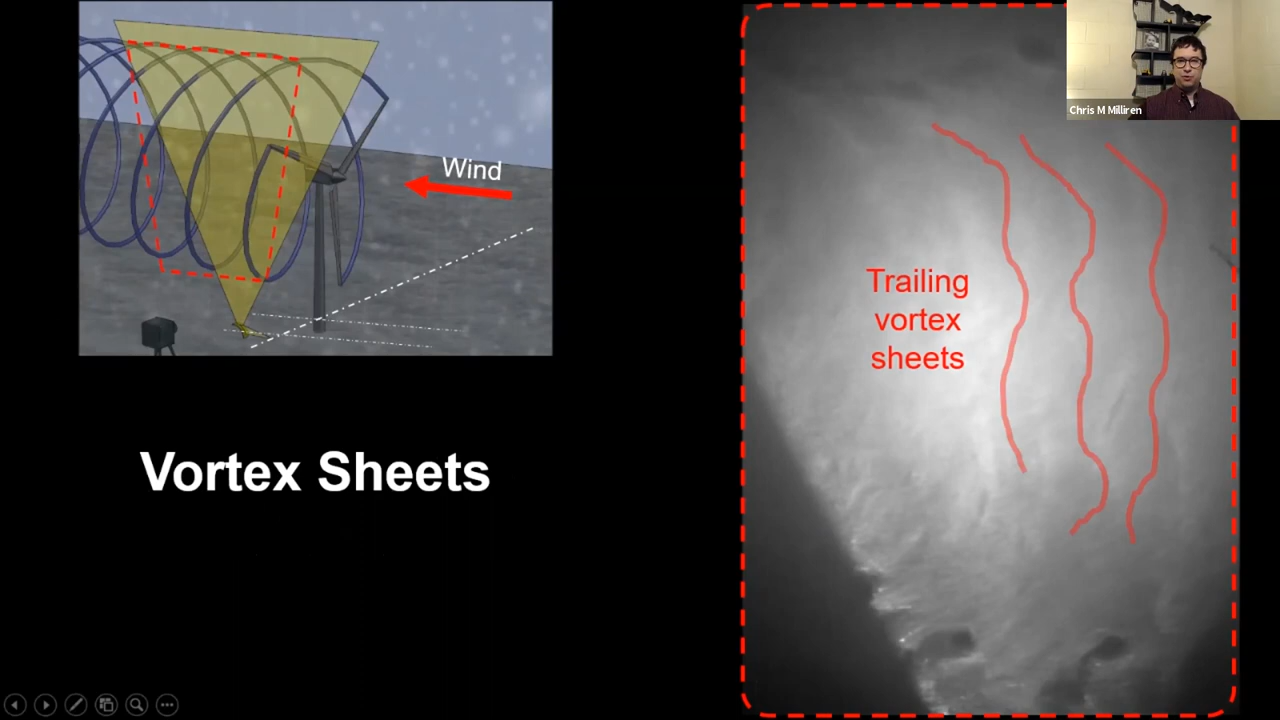 Wind
Vortex Sheets
Trailing
vortex
sheets
Chris M Milliren